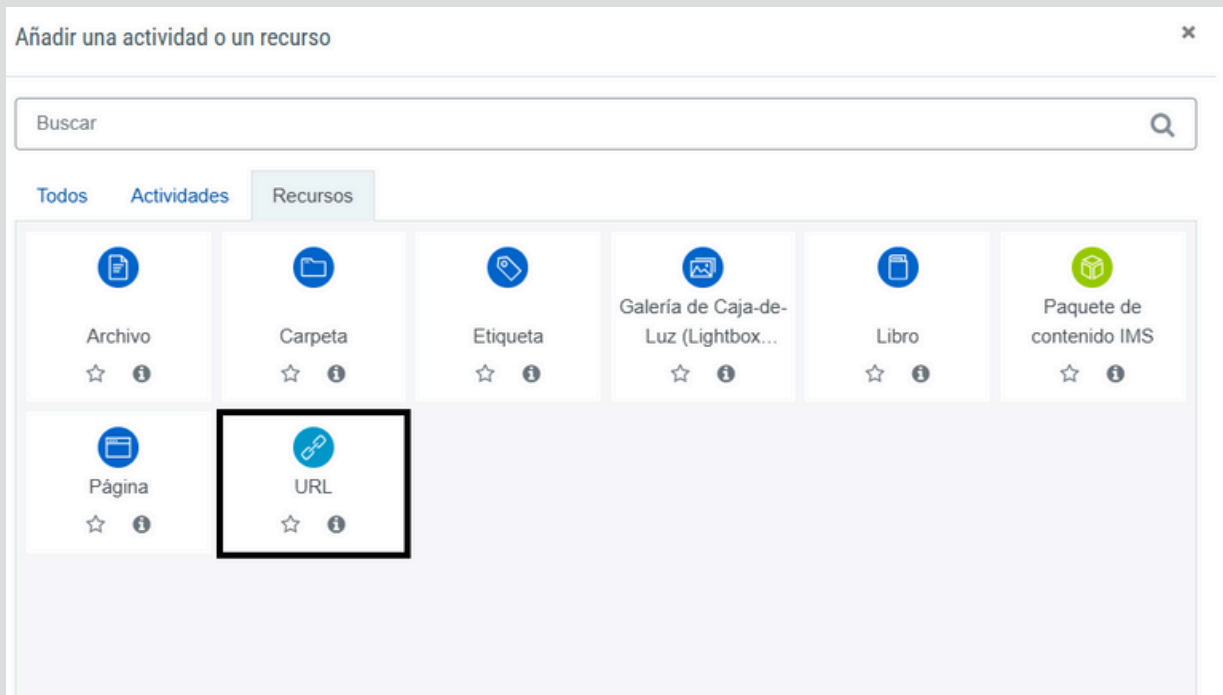 Añadir una actividad o un recurso
Buscar
Todos
Actividades
Recursos
Archivo
Carpeta
Etiqueta
Galería de Caja-de-
Luz (Lightbox...
Libro
Paquete de
contenido IMS
Página
URL